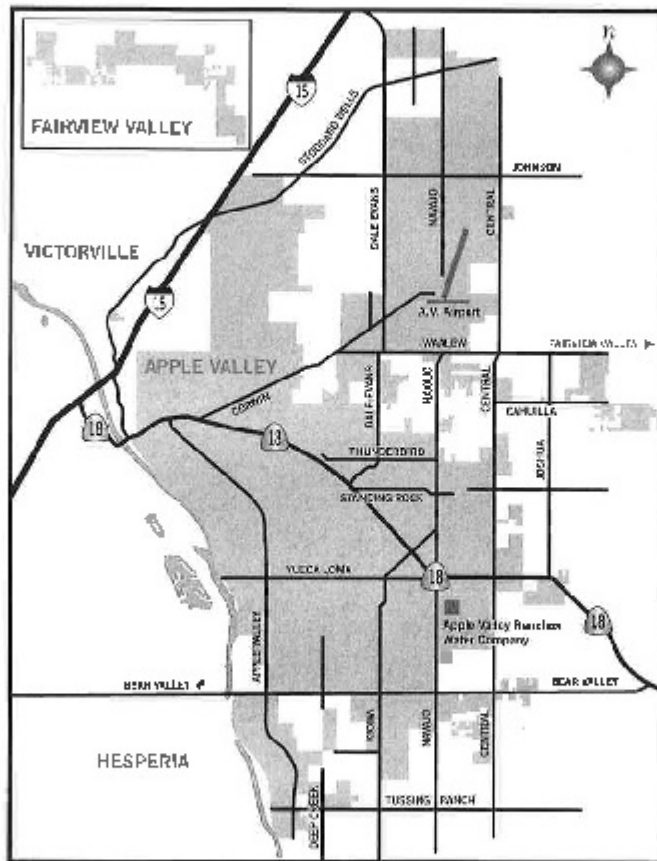 FAIRVIEW VALLEY
N
15
STODDARD WELLS
JOHNSON
DALE EVANS
NAVAJO
CENTRAL
VICTORVILLE
15
A.V. Airport
WAALEW
FAIRVIEW VALLEY
APPLE VALLEY
CORWIN
DALE EVANS
NAVAJO
CENTRAL
CAHUILLA
18
18
THUNDERBIRD
JOSHUA
STANDING ROCK
YUCCA LOMA
18
Apple Valley Ranchos
Water Company
18
APPLE VALLEY
BEAR VALLEY
BEAR VALLEY
KIOWA
NAVAJO
CENTRAL
HESPERIA
DEEP CREEK
TUSSING RANCH